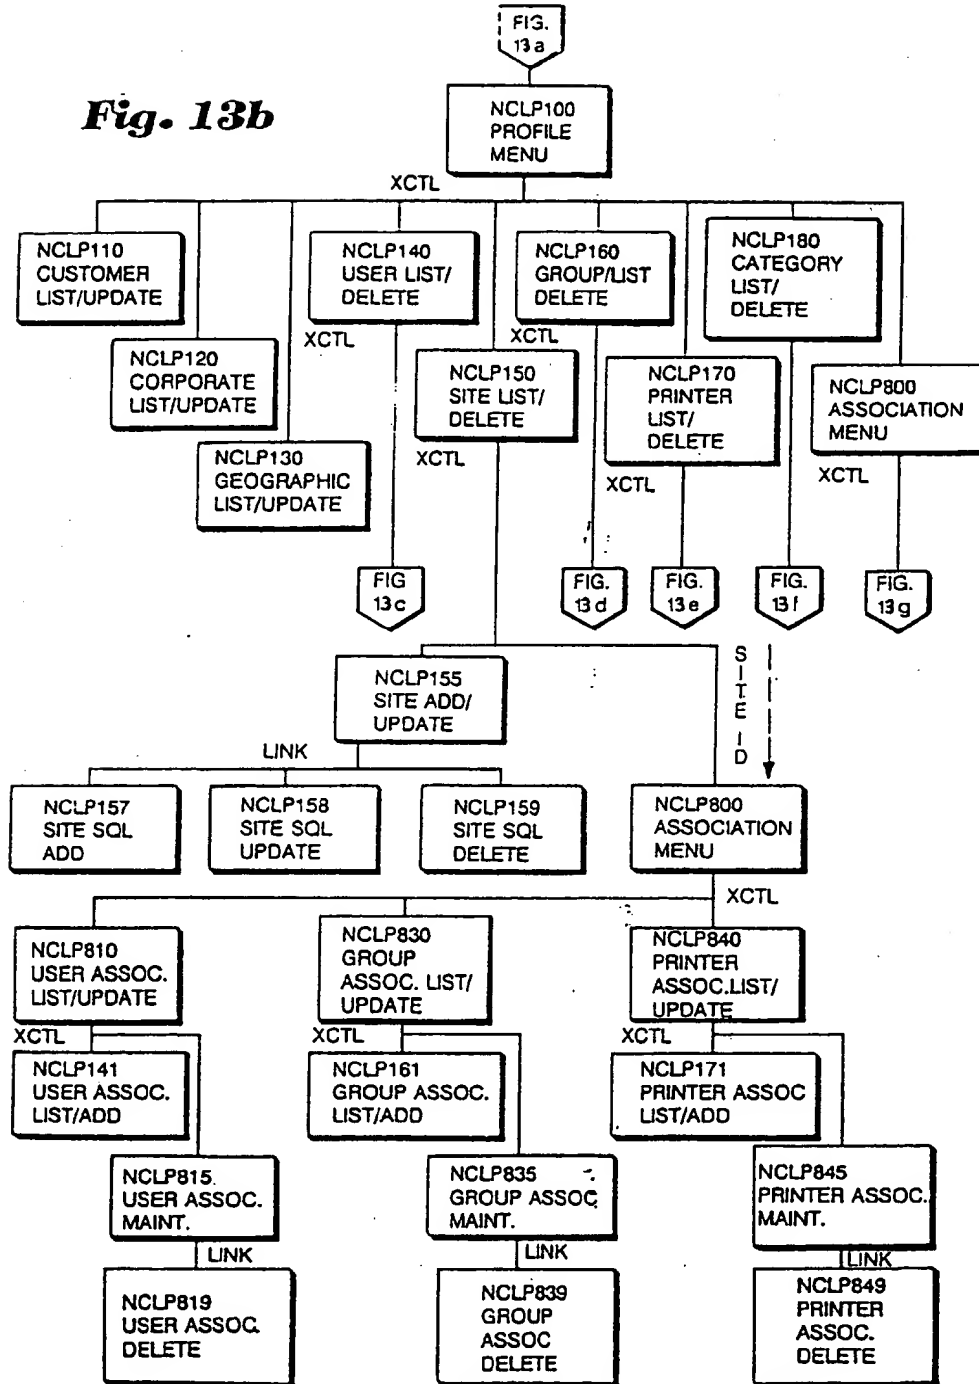 FIG.
13a
Fig. 13b
NCLP100
PROFILE
MENU
XCTL
NCLP110
CUSTOMER
LIST/UPDATE
NCLP140
USER LIST/
DELETE
NCLP160
GROUP/LIST
DELETE
NCLP180
CATEGORY
LIST/
DELETE
XCTL
XCTL
NCLP120
CORPORATE
LIST/UPDATE
NCLP150
SITE LIST/
DELETE
NCLP170
PRINTER
LIST/
DELETE
NCLP800
ASSOCIATION
MENU
NCLP130
GEOGRAPHIC
LIST/UPDATE
XCTL
XCTL
XCTL
FIG
13c
FIG.
13d
FIG.
13e
FIG.
13f
FIG.
13g
SITE ID
NCLP155
SITE ADD/
UPDATE
LINK
NCLP157
SITE SQL
ADD
NCLP158
SITE SQL
UPDATE
NCLP159
SITE SQL
DELETE
NCLP800
ASSOCIATION
MENU
XCTL
NCLP810
USER ASSOC.
LIST/UPDATE
NCLP830
GROUP
ASSOC. LIST/
UPDATE
NCLP840
PRINTER
ASSOC.LIST/
UPDATE
XCTL
XCTL
XCTL
NCLP141
USER ASSOC.
LIST/ADD
NCLP161
GROUP ASSOC.
LIST/ADD
NCLP171
PRINTER ASSOC
LIST/ADD
NCLP815.
USER ASSOC.
MAINT.
NCLP835
GROUP ASSOC
MAINT.
NCLP845
PRINTER ASSOC.
MAINT.
LINK
LINK
LINK
NCLP819
USER ASSOC.
DELETE
NCLP839
GROUP
ASSOC
DELETE
NCLP849
PRINTER
ASSOC.
DELETE